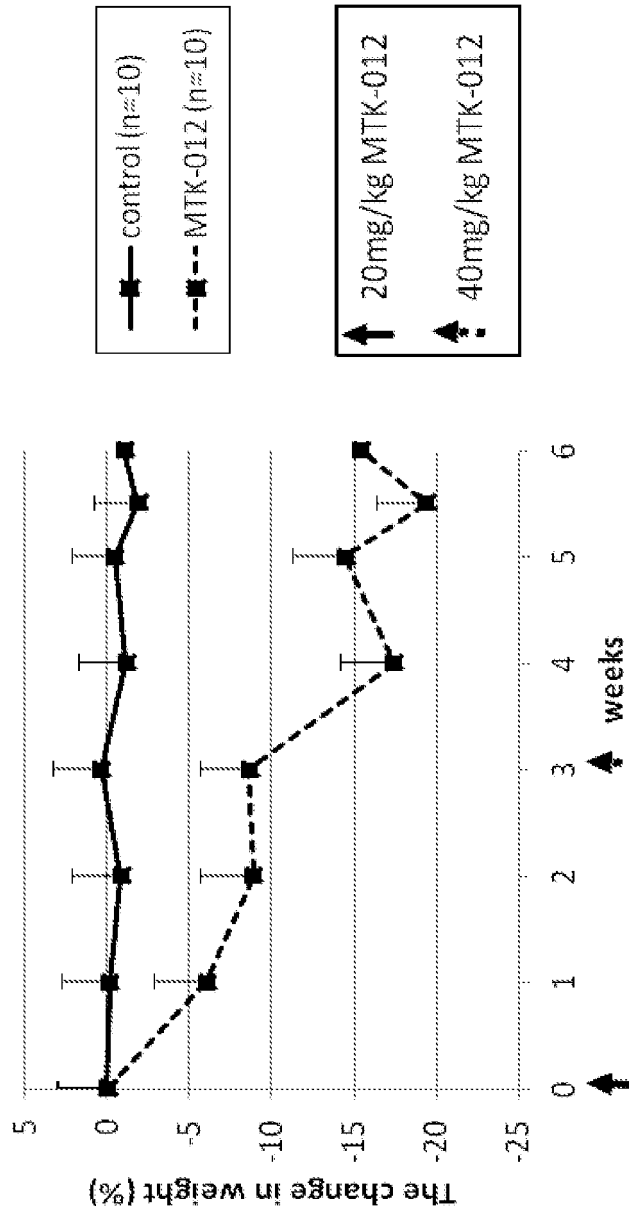 The change in weight (%)
5
0
-5
-10
-15
-20
-25
0 1 2 3 4 5 6
weeks
control (n=10)
MTK-012 (n=10)
20mg/kg MTK-012
40mg/kg MTK-012